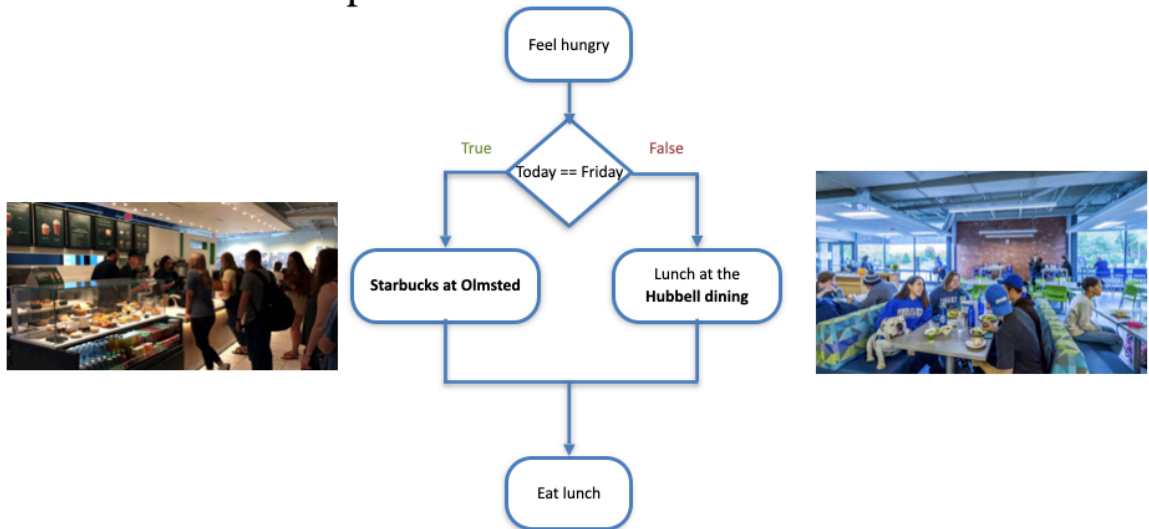 Feel hungry
True
False
Today == Friday
Starbucks at Olmsted
Lunch at the
Hubbell dining
Eat lunch